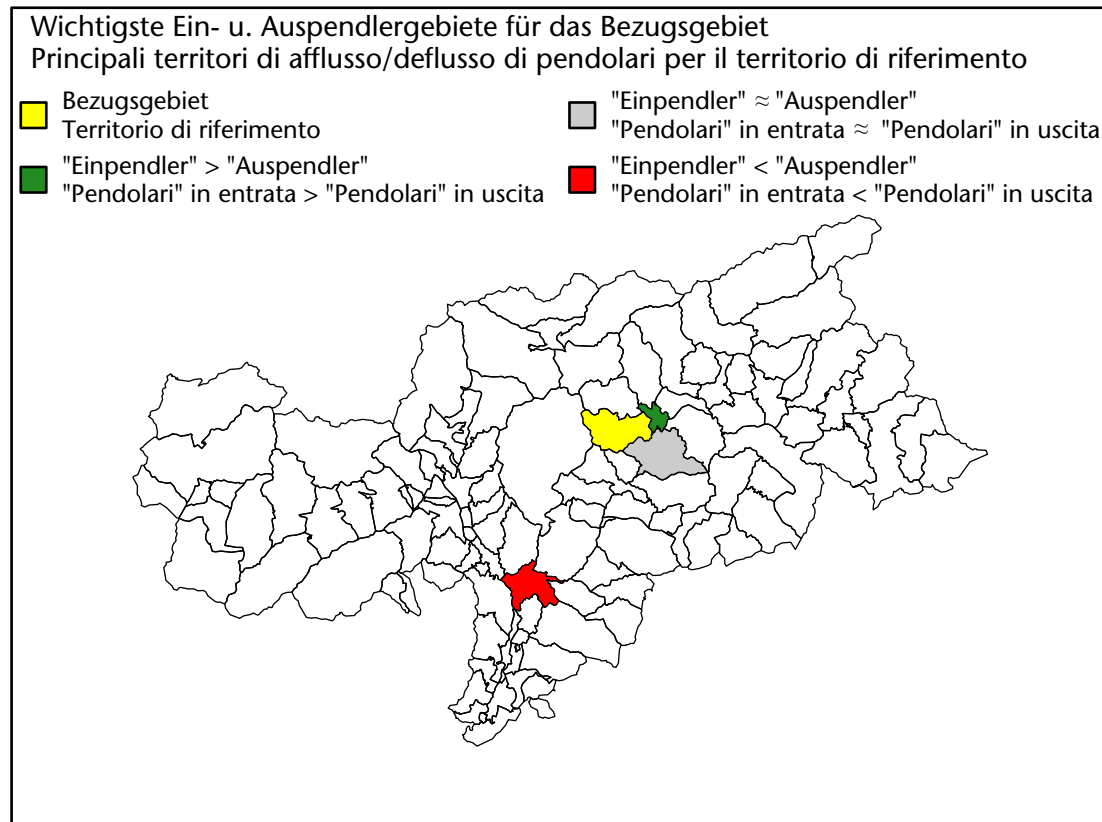 Wichtigste Ein- u. Auspendlergebiete für das Bezugsgebiet
Principali territori di afflusso/deflusso di pendolari per il territorio di riferimento
Bezugsgebiet
Territorio di riferimento
"Einpendler" > "Auspendler"
"Pendolari" in entrata > "Pendolari" in uscita
"Einpendler" ≈ "Auspendler"
"Pendolari" in entrata ≈ "Pendolari" in uscita
"Einpendler" < "Auspendler"
"Pendolari" in entrata < "Pendolari" in uscita